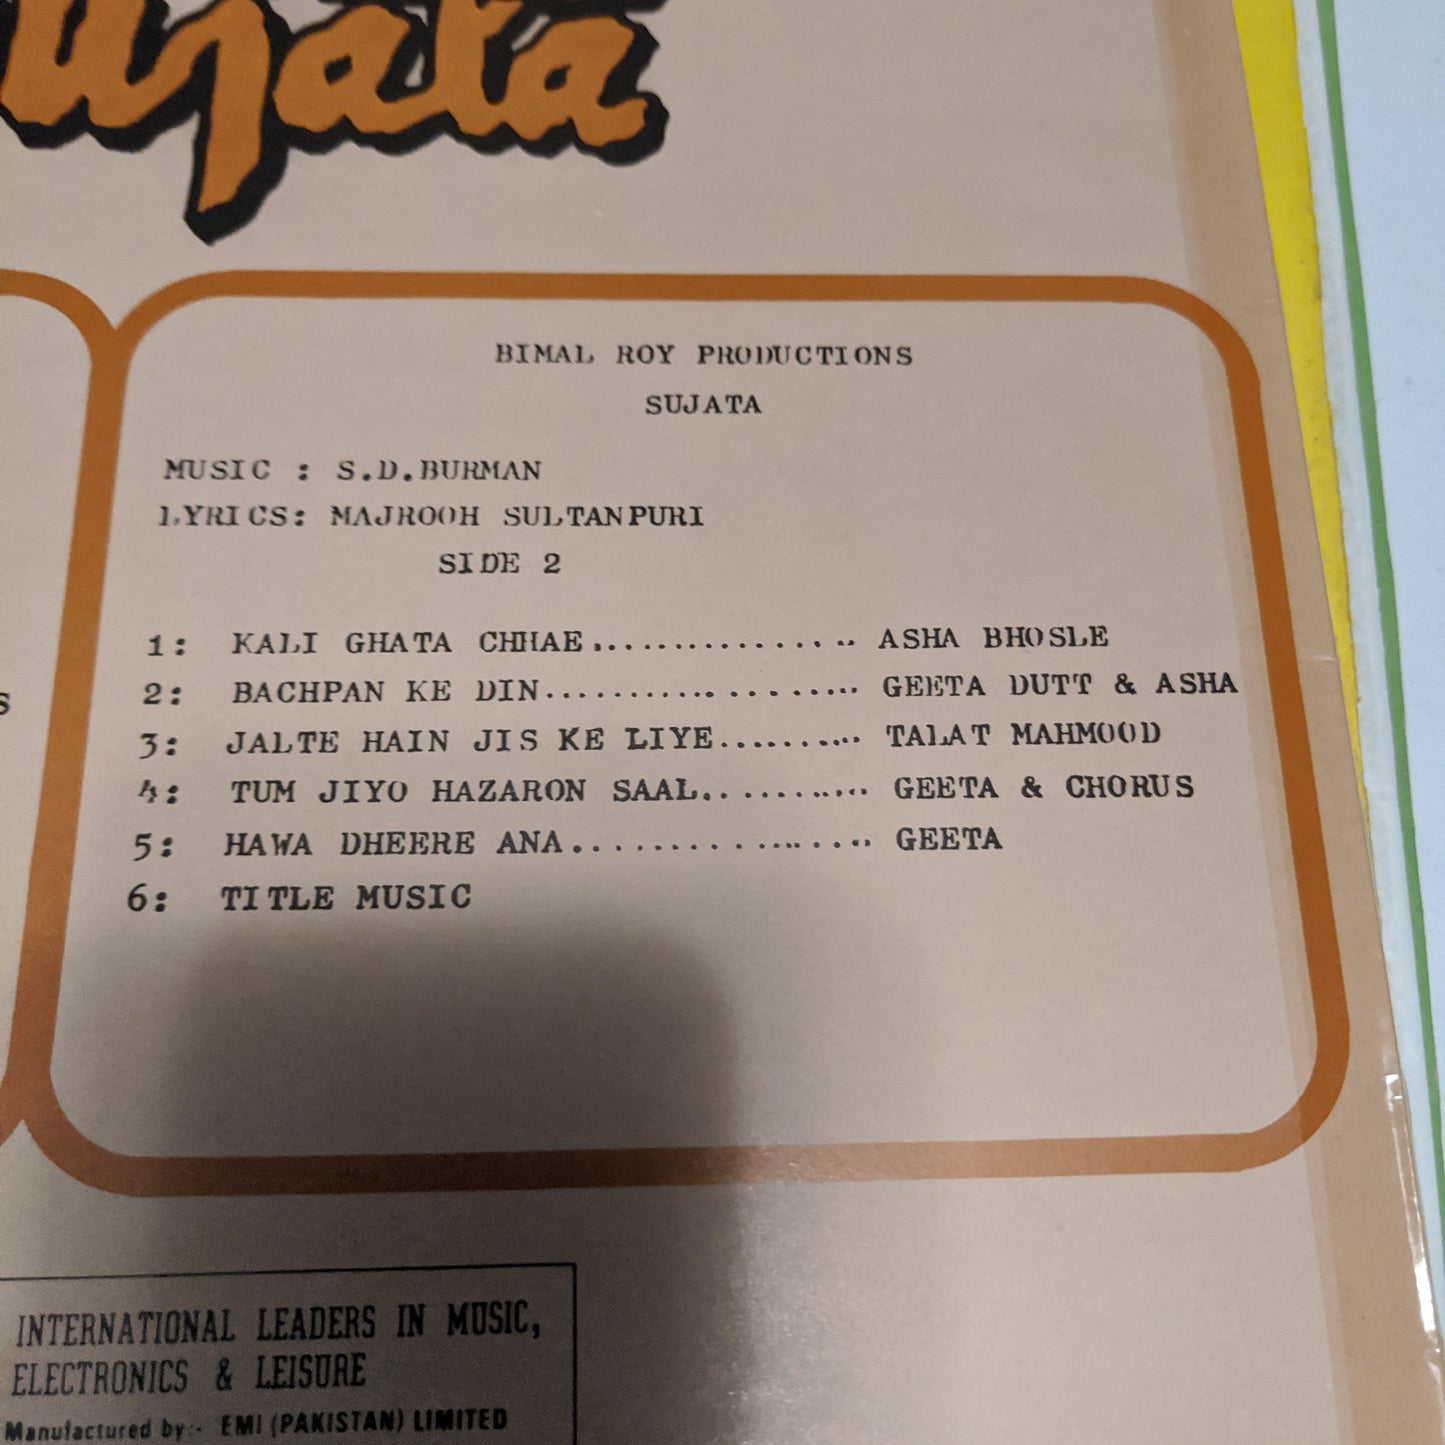 ujata
BIMAL ROY PRODUCTIONS
SUJATA
MUSIC : S.D.BURMAN
LYRICS: MAJROOH SULTANPURI
SIDE 2
1: KALI GHATA CHHAE............... ASHA BHOSLE
2: BACHPAN KE DIN.................. GEETA DUTT & ASHA
3: JALTE HAIN JIS KE LIYE.......... TALAT MAHMOOD
4: TUM JIYO HAZARON SAAL........... GEETA & CHORUS
5: HAWA DHEERE ANA................. GEETA
6: TITLE MUSIC
S
INTERNATIONAL LEADERS IN MUSIC,
ELECTRONICS & LEISURE
Manufactured by:- EMI (PAKISTAN) LIMITED